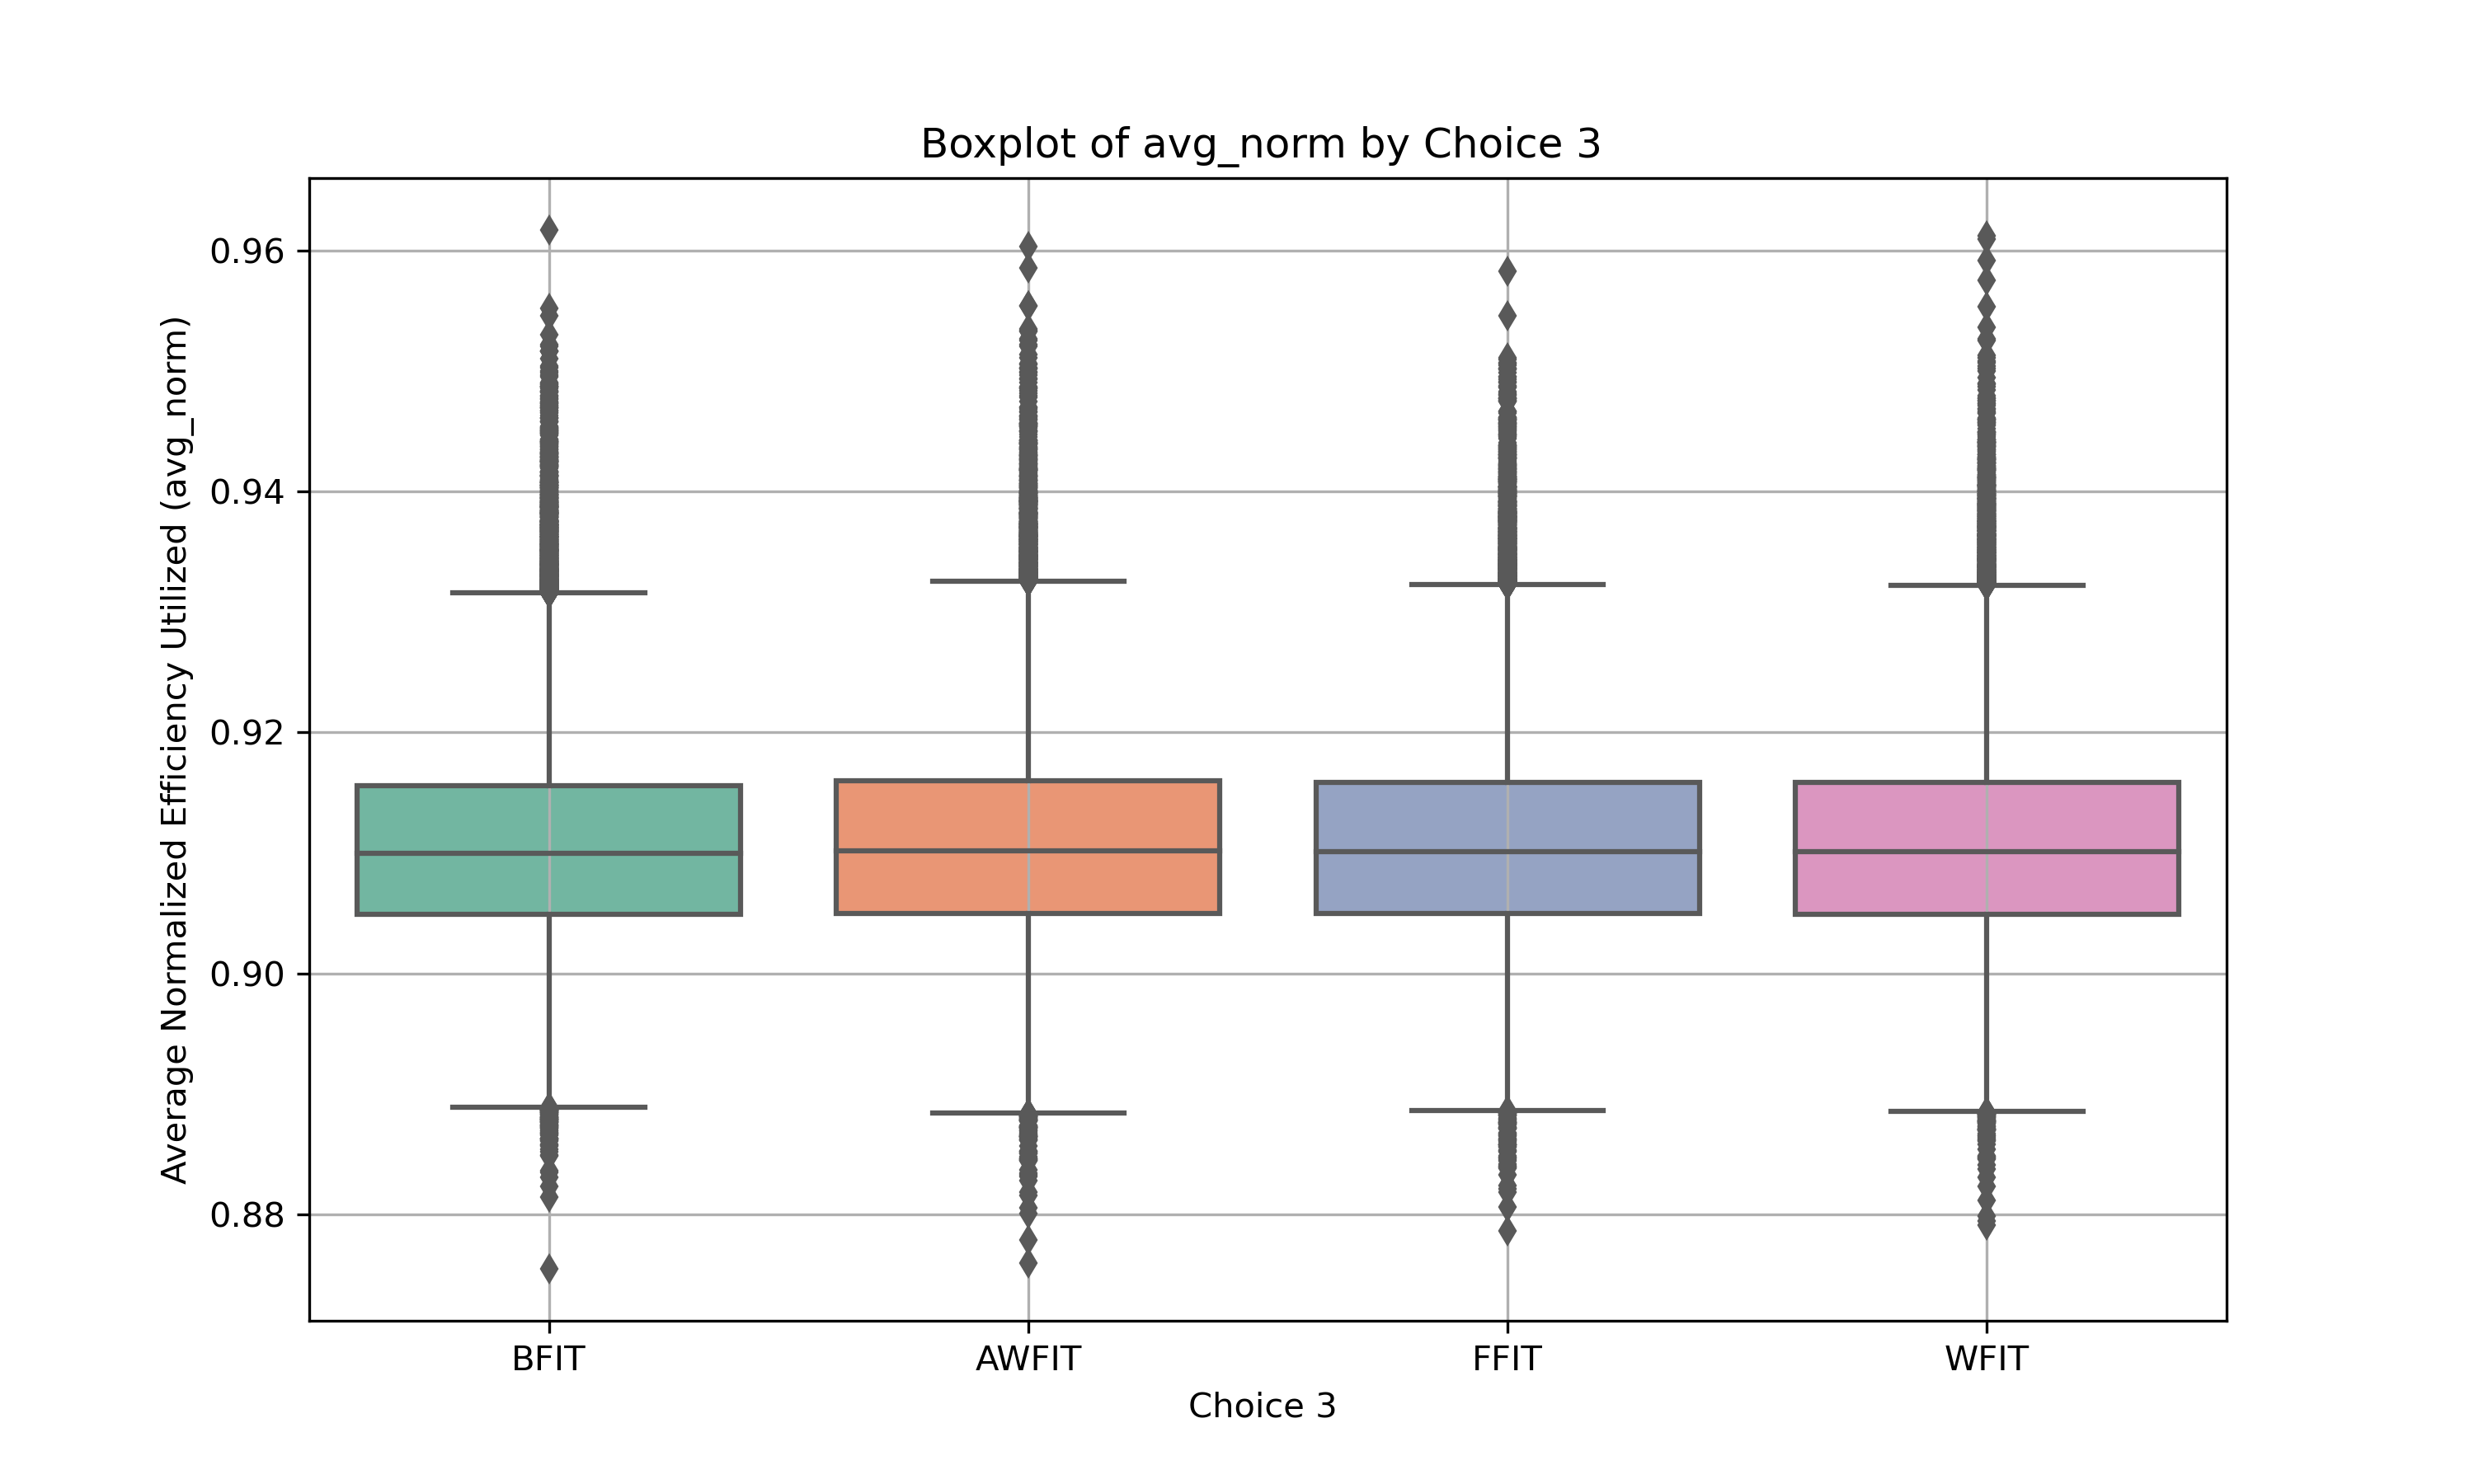 Boxplot of avg_norm by Choice 3
Average Normalized Efficiency Utilized (avg_norm)
0.96
0.94
0.92
0.90
0.88
BFIT
AWFIT
FFIT
WFIT
Choice 3